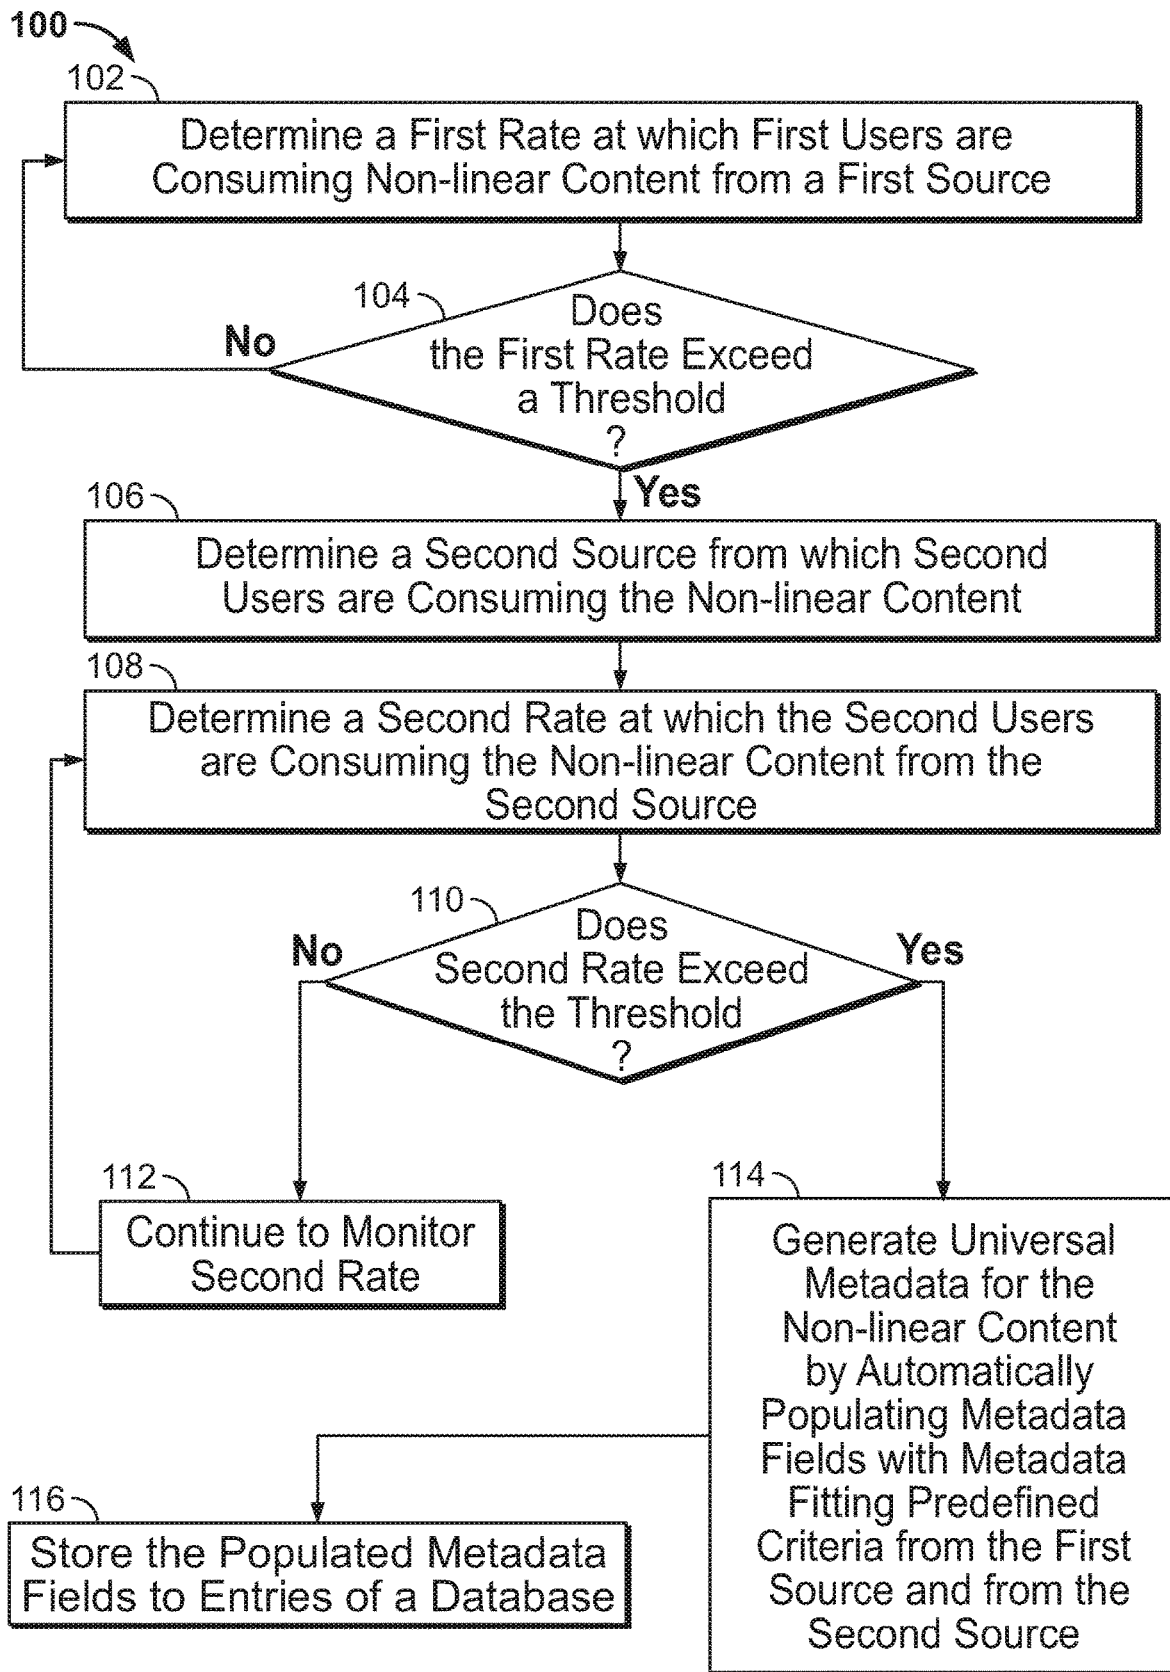 100
102
Determine a First Rate at which First Users are
Consuming Non-linear Content from a First Source
104
Does
the First Rate Exceed
a Threshold
?
No
Yes
106
Determine a Second Source from which Second
Users are Consuming the Non-linear Content
108
Determine a Second Rate at which the Second Users
are Consuming the Non-linear Content from the
Second Source
110
Does
Second Rate Exceed
the Threshold
?
No
Yes
112
Continue to Monitor
Second Rate
114
Generate Universal
Metadata for the
Non-linear Content
by Automatically
Populating Metadata
Fields with Metadata
Fitting Predefined
Criteria from the First
Source and from the
Second Source
116
Store the Populated Metadata
Fields to Entries of a Database